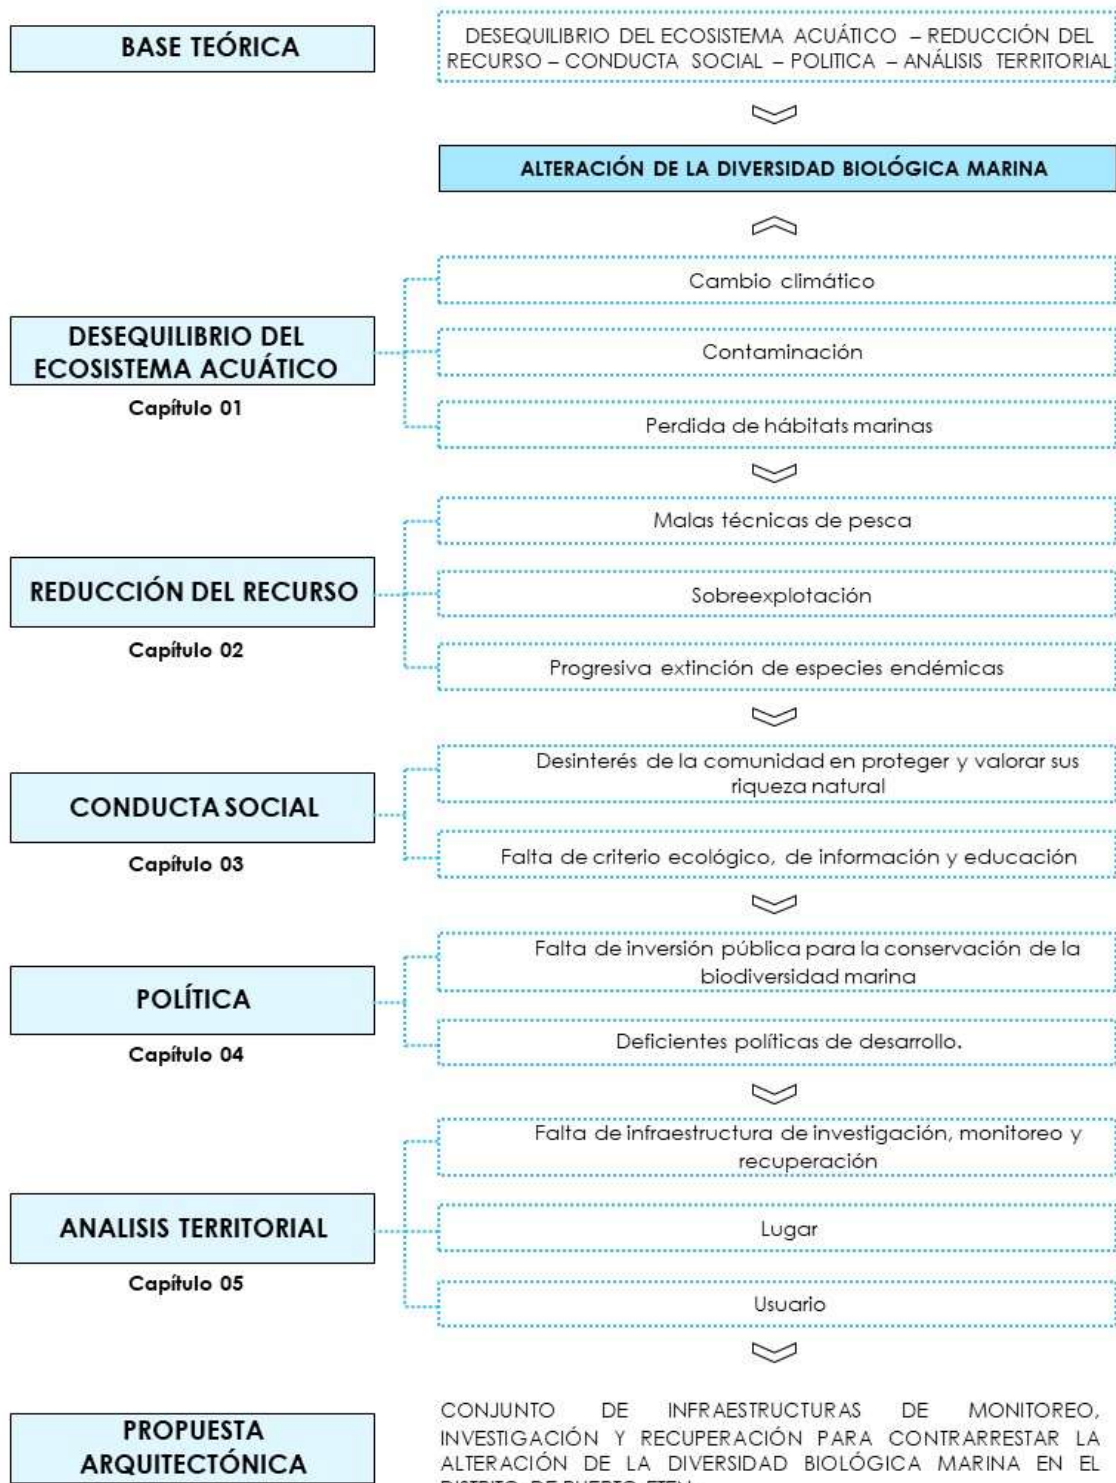 BASE TEÓRICA
DESEQUILIBRIO DEL ECOSISTEMA ACUÁTICO – REDUCCIÓN DEL
RECURSO – CONDUCTA SOCIAL – POLITICA – ANÁLISIS TERRITORIAL
ALTERACIÓN DE LA DIVERSIDAD BIOLÓGICA MARINA
DESEQUILIBRIO DEL
ECOSISTEMA ACUÁTICO
Capítulo 01
Cambio climático
Contaminación
Perdida de hábitats marinas
REDUCCIÓN DEL RECURSO
Capítulo 02
Malas técnicas de pesca
Sobreexplotación
Progresiva extinción de especies endémicas
CONDUCTA SOCIAL
Capítulo 03
Desinterés de la comunidad en proteger y valorar sus
riqueza natural
Falta de criterio ecológico, de información y educación
POLÍTICA
Capítulo 04
Falta de inversión pública para la conservación de la
biodiversidad marina
Deficientes políticas de desarrollo.
ANALISIS TERRITORIAL
Capítulo 05
Falta de infraestructura de investigación, monitoreo y
recuperación
Lugar
Usuario
PROPUESTA
ARQUITECTÓNICA
CONJUNTO DE INFRAESTRUCTURAS DE MONITOREO,
INVESTIGACIÓN Y RECUPERACIÓN PARA CONTRARRESTAR LA
ALTERACIÓN DE LA DIVERSIDAD BIOLÓGICA MARINA EN EL